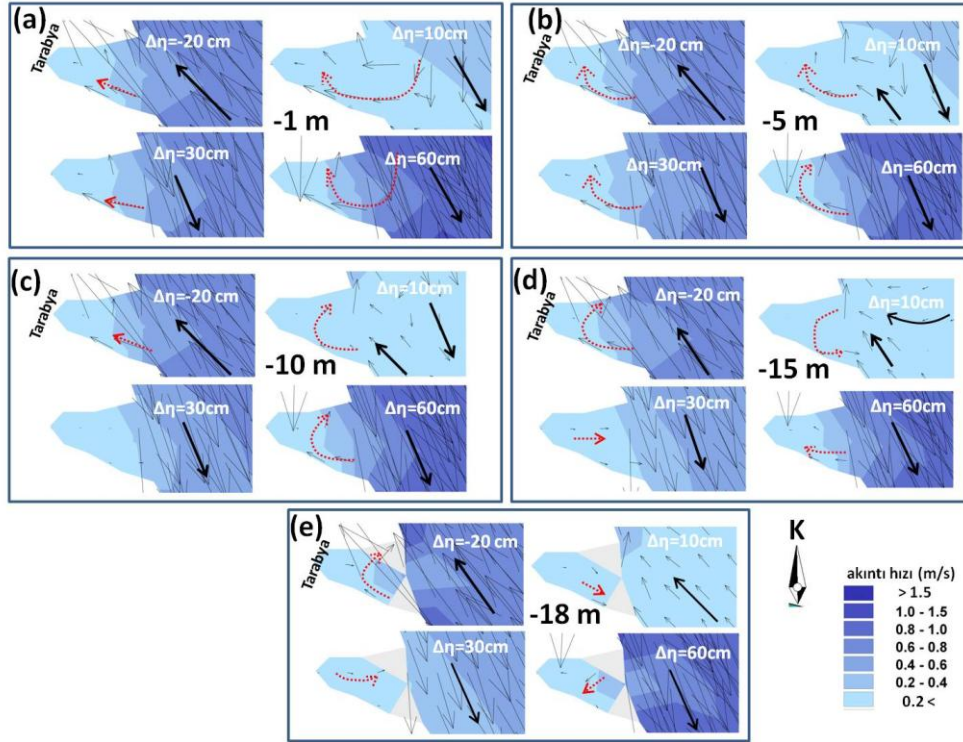 (a)
Tarabya
Δη=-20 cm
Δη=10cm
-1 m
Δη=30cm
Δη=60cm
(b)
Tarabya
Δη=-20 cm
Δη=10cm
-5 m
Δη=30cm
Δη=60cm
(c)
Tarabya
Δη=-20 cm
Δη=10cm
-10 m
Δη=30cm
Δη=60cm
(d)
Tarabya
Δη=-20 cm
Δη=10cm
-15 m
Δη=30cm
Δη=60cm
(e)
Tarabya
Δη=-20 cm
Δη=10cm
-18 m
Δη=30cm
Δη=60cm
K
akıntı hızı (m/s)
> 1.5
1.0 - 1.5
0.8 - 1.0
0.6 - 0.8
0.4 - 0.6
0.2 - 0.4
0.2 <